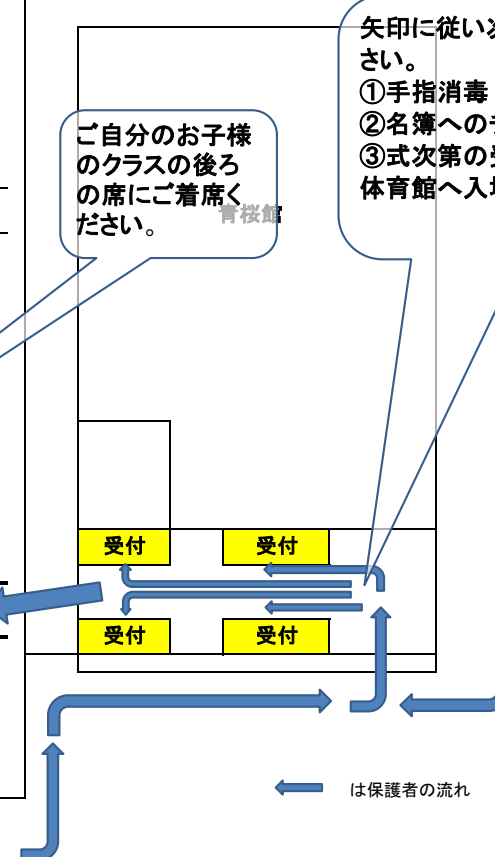 矢印に従い
さい。
①手指消毒
②名簿への
③式次第の
体育館へ入
ご自分のお子様
のクラスの後ろ
の席にご着席く
ださい。
青桜館
受付
受付
受付
受付
は保護者の流れ